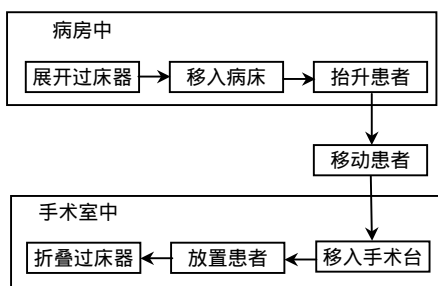 病房中
展开过床器
移入病床
抬升患者
移动患者
手术室中
移入手术台
放置患者
折叠过床器